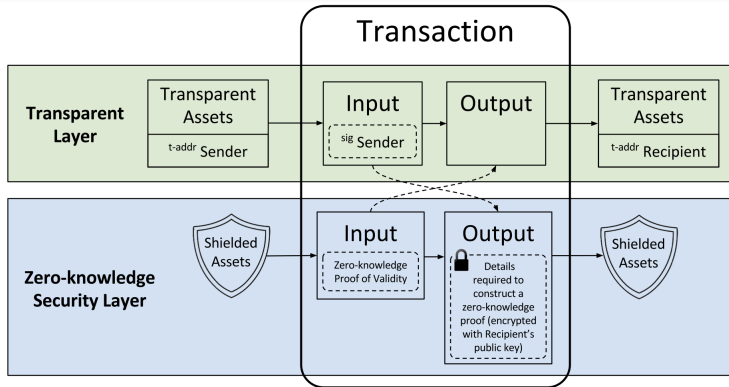 Transaction
Transparent
Layer
Transparent
Assets
t-addr Sender
Input
sig Sender
Output
Transparent
Assets
t-addr Recipient
Zero-knowledge
Security Layer
Shielded
Assets
Input
Zero-knowledge
Proof of Validity
Output
Details
required to
construct a
zero-knowledge
proof (encrypted
with Recipient's
public key)
Shielded
Assets